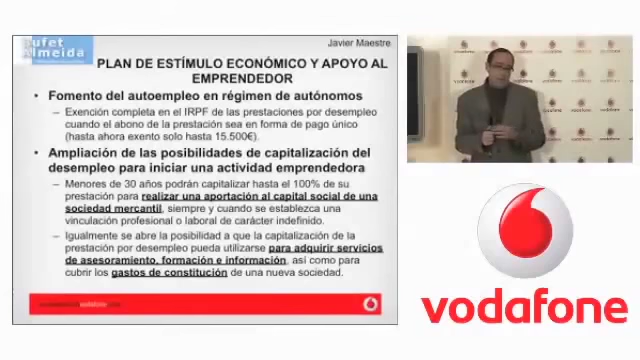 Bufet
Almeida
Javier Maestre
PLAN DE ESTÍMULO ECONÓMICO Y APOYO AL
EMPRENDEDOR
• Fomento del autoempleo en régimen de autónomos
– Exención completa en el IRPF de las prestaciones por desempleo
cuando el abono de la prestación sea en forma de pago único
(hasta ahora exento solo hasta 15.500€).
• Ampliación de las posibilidades de capitalización del
desempleo para iniciar una actividad emprendedora
– Menores de 30 años podrán capitalizar hasta el 100% de su
prestación para realizar una aportación al capital social de una
sociedad mercantil, siempre y cuando se establezca una
vinculación profesional o laboral de carácter indefinido.
– Igualmente se abre la posibilidad a que la capitalización de la
prestación por desempleo pueda utilizarse para adquirir servicios
de asesoramiento, formación e información, así como para
cubrir los gastos de constitución de una nueva sociedad.
vodafone